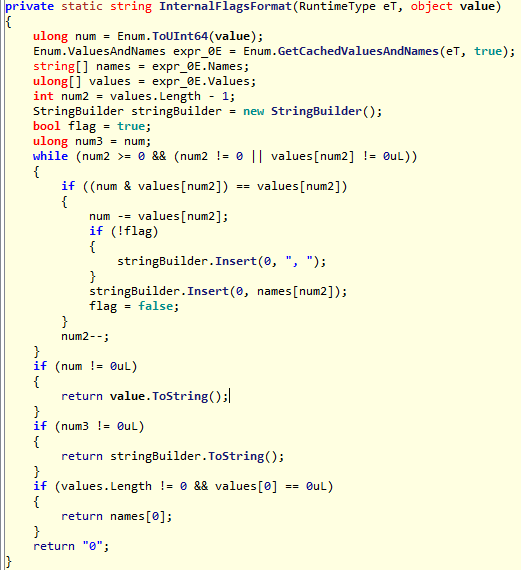 private static string InternalFlagsFormat(RuntimeType eT, object value)
{
    ulong num = Enum.ToUInt64(value);
    Enum.ValuesAndNames expr_0E = Enum.GetCachedValuesAndNames(eT, true);
    string[] names = expr_0E.Names;
    ulong[] values = expr_0E.Values;
    int num2 = values.Length - 1;
    StringBuilder stringBuilder = new StringBuilder();
    bool flag = true;
    ulong num3 = num;
    while (num2 >= 0 && (num2 != 0 || values[num2] != 0uL))
    {
        if ((num & values[num2]) == values[num2])
        {
            num -= values[num2];
            if (!flag)
            {
                stringBuilder.Insert(0, ", ");
            }
            stringBuilder.Insert(0, names[num2]);
            flag = false;
        }
        num2--;
    }
    if (num != 0uL)
    {
        return value.ToString();
    }
    if (num3 != 0uL)
    {
        return stringBuilder.ToString();
    }
    if (values.Length != 0 && values[0] == 0uL)
    {
        return names[0];
    }
    return "0";
}